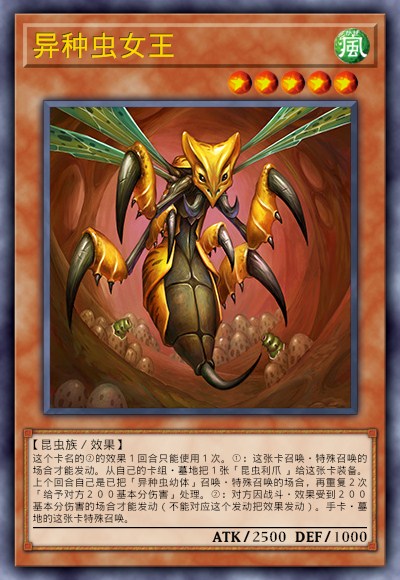 异种虫女王
風
【昆虫族／效果】
这个卡名的②的效果1回合只能使用1次。①：这张卡召唤·特殊召唤的
场合才能发动。从自己的卡组·墓地把1张「昆虫利爪」给这张卡装备。
上个回合自己是已把「异种虫幼体」召唤·特殊召唤的场合，再重复2次
「给予对方200基本分伤害」处理。②：对方因战斗·效果受到200
基本分伤害的场合才能发动（不能对应这个发动把效果发动）。手卡·墓
地的这张卡特殊召唤。
ATK/2500 DEF/1000